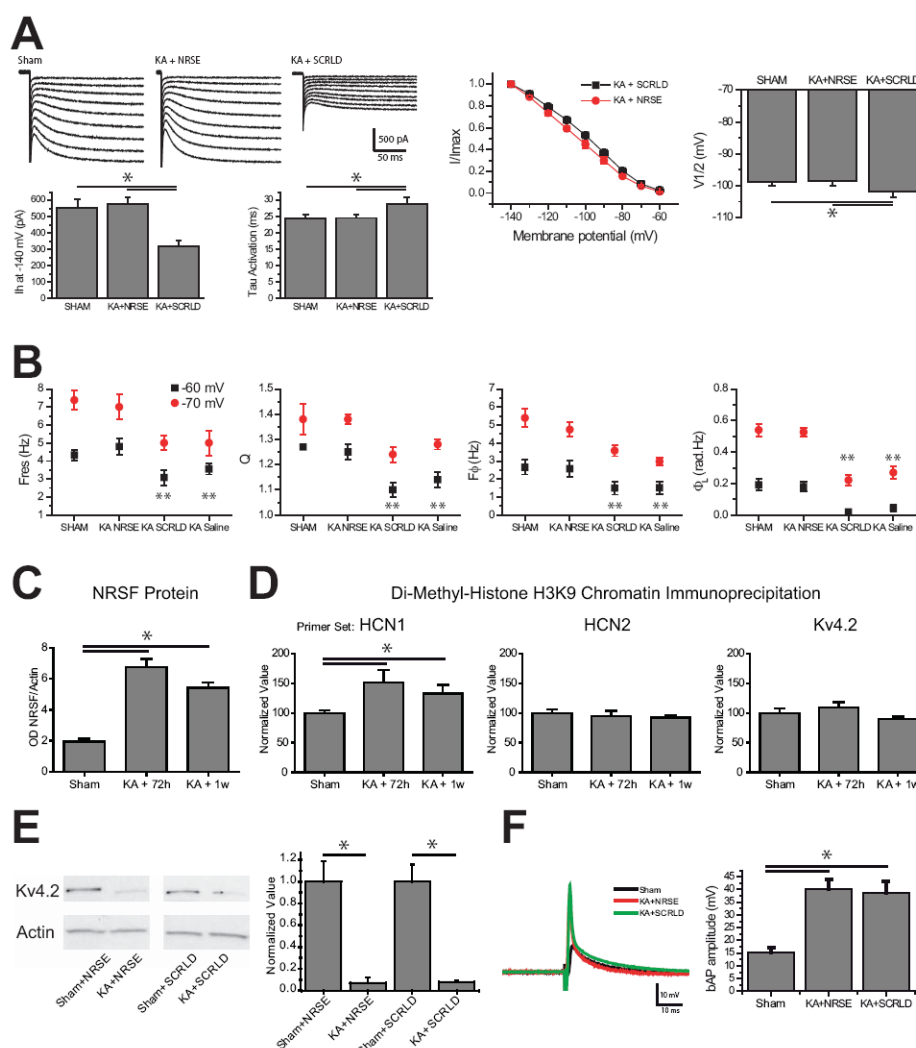 A
Sham
KA + NRSE
KA + SCRLD
500 pA
50 ms
*
Ih at -140 mV (pA)
600
500
400
300
200
100
0
SHAM KA+NRSE KA+SCRLD
*
Tau Activation (ms)
30
25
20
15
10
5
0
SHAM KA+NRSE KA+SCRLD
I/Imax
1.0
0.8
0.6
0.4
0.2
0.0
KA + SCRLD
KA + NRSE
-140 -120 -100 -80 -60
Membrane potential (mV)
SHAM KA+NRSE KA+SCRLD
V1/2 (mV)
-70
-80
-90
-100
-110
*
B
Fres (Hz)
8
7
6
5
4
3
2
1
-60 mV
-70 mV
** **
SHAM KA NRSE KA SCRLD KA Saline
Q
1.5
1.4
1.3
1.2
1.1
1.0
** **
SHAM KA NRSE KA SCRLD KA Saline
Fϕ (Hz)
7
6
5
4
3
2
1
0
** **
SHAM KA NRSE KA SCRLD KA Saline
ΦL (rad.Hz)
0.7
0.6
0.5
0.4
0.3
0.2
0.1
0.0
** **
SHAM KA NRSE KA SCRLD KA Saline
C
NRSF Protein
*
OD NRSF/Actin
8
6
4
2
0
Sham KA + 72h KA + 1w
D
Di-Methyl-Histone H3K9 Chromatin Immunoprecipitation
Primer Set: HCN1
*
Normalized Value
200
150
100
50
0
Sham KA + 72h KA + 1w
HCN2
Normalized Value
200
150
100
50
0
Sham KA + 72h KA + 1w
Kv4.2
Normalized Value
200
150
100
50
0
Sham KA + 72h KA + 1w
E
Kv4.2
Actin
Sham+NRSE
KA+NRSE
Sham+SCRLD
KA+SCRLD
* *
Normalized Value
1.2
1.0
0.8
0.6
0.4
0.2
0.0
Sham+NRSE
KA+NRSE
Sham+SCRLD
KA+SCRLD
F
Sham
KA+NRSE
KA+SCRLD
10 mV
10 ms
*
bAP amplitude (mV)
45
40
35
30
25
20
15
10
5
0
Sham KA+NRSE KA+SCRLD